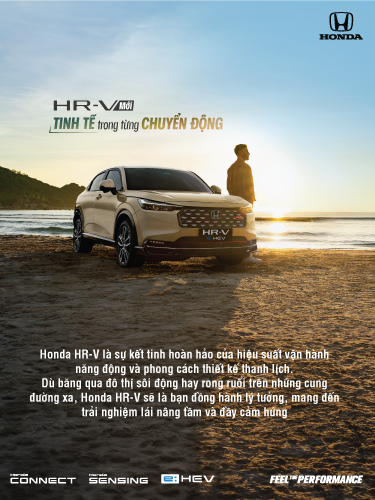 HONDA
HR-V Mới
TINH TẾ trong từng CHUYỂN ĐỘNG
HR-V
e:HEV
Honda HR-V là sự kết tinh hoàn hảo của hiệu suất vận hành
năng động và phong cách thiết kế thanh lịch.
Dù băng qua đô thị sôi động hay rong ruổi trên những cung
đường xa, Honda HR-V sẽ là bạn đồng hành lý tưởng, mang đến
trải nghiệm lái nâng tầm và đầy cảm hứng
HONDA CONNECT HONDA SENSING e:HEV FEEL THE PERFORMANCE